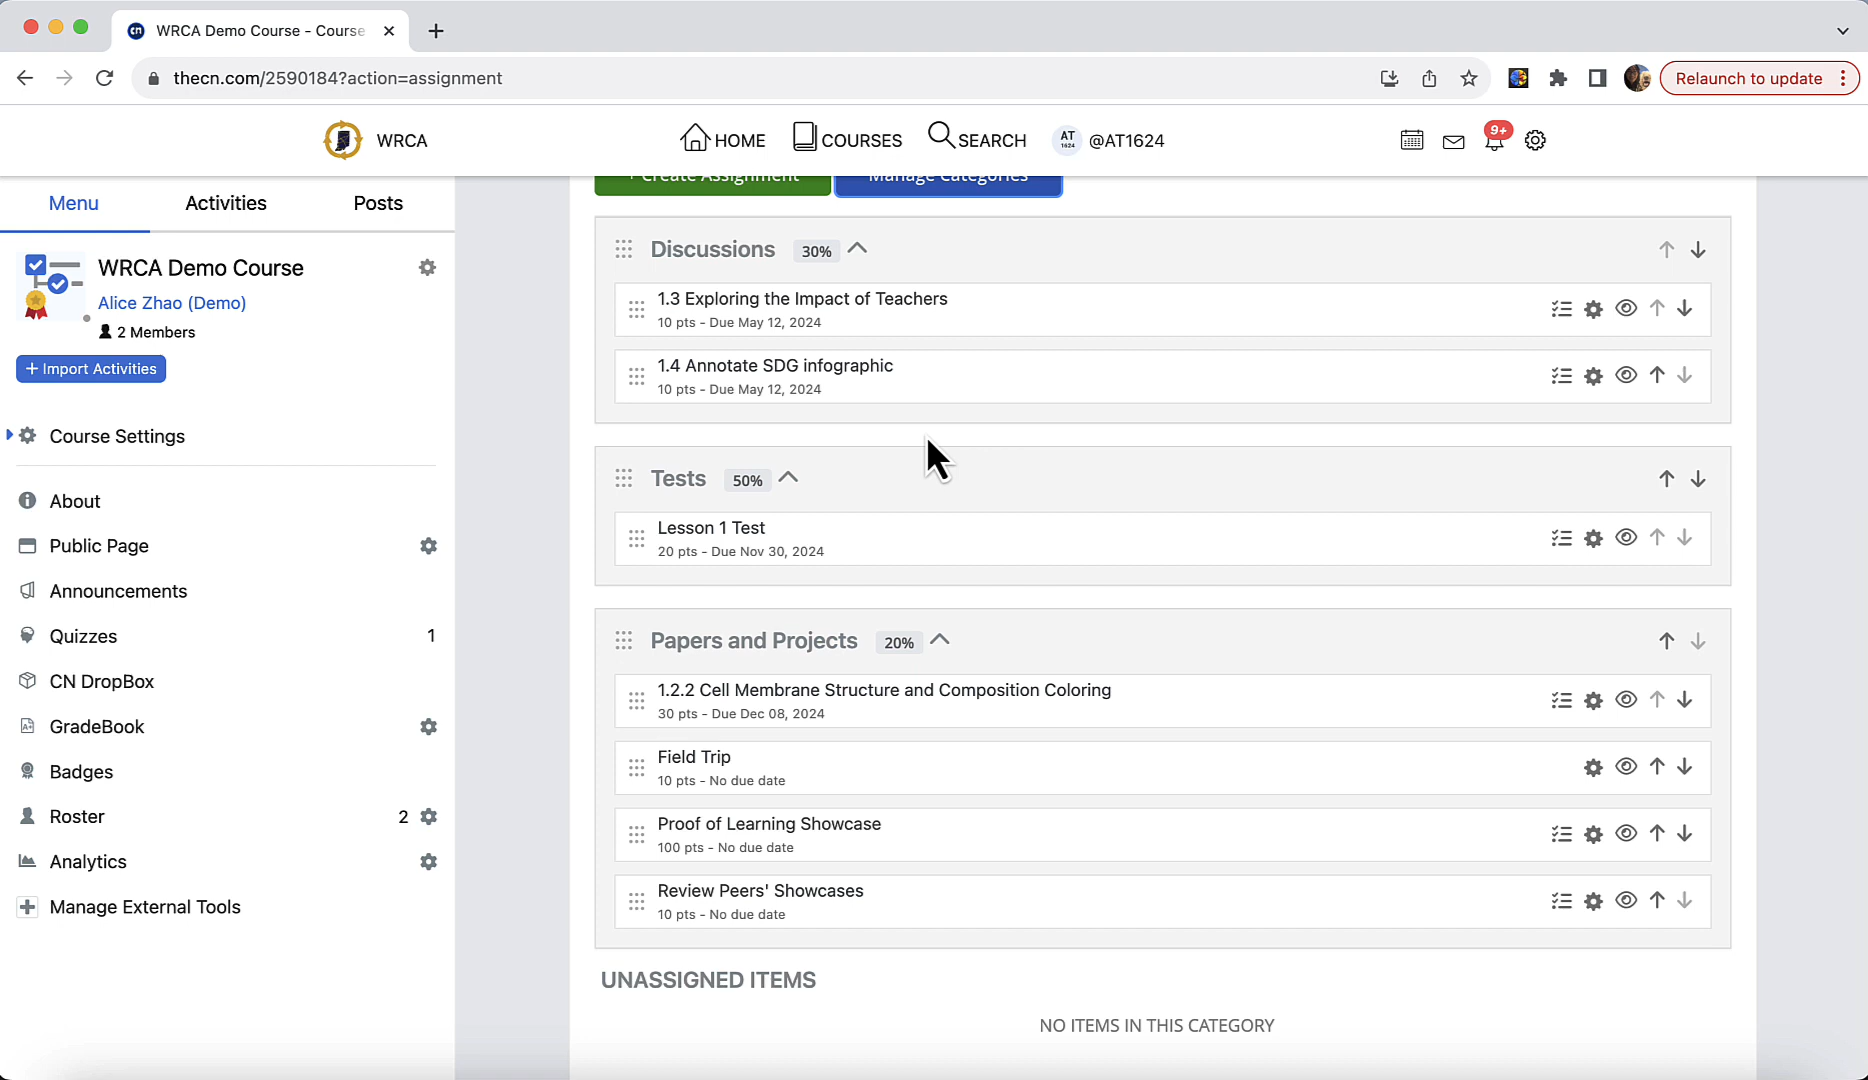 WRCA Demo Course - Course
thecn.com/2590184?action=assignment
Relaunch to update
WRCA
HOME
COURSES
SEARCH
AT
1624
@AT1624
9+
Menu
Activities
Posts
WRCA Demo Course
Alice Zhao (Demo)
2 Members
+ Import Activities
Course Settings
About
Public Page
Announcements
Quizzes 1
CN DropBox
GradeBook
Badges
Roster 2
Analytics
Manage External Tools
+ Create Assignment
Manage Categories
Discussions 30%
1.3 Exploring the Impact of Teachers
10 pts - Due May 12, 2024
1.4 Annotate SDG infographic
10 pts - Due May 12, 2024
Tests 50%
Lesson 1 Test
20 pts - Due Nov 30, 2024
Papers and Projects 20%
1.2.2 Cell Membrane Structure and Composition Coloring
30 pts - Due Dec 08, 2024
Field Trip
10 pts - No due date
Proof of Learning Showcase
100 pts - No due date
Review Peers' Showcases
10 pts - No due date
UNASSIGNED ITEMS
NO ITEMS IN THIS CATEGORY